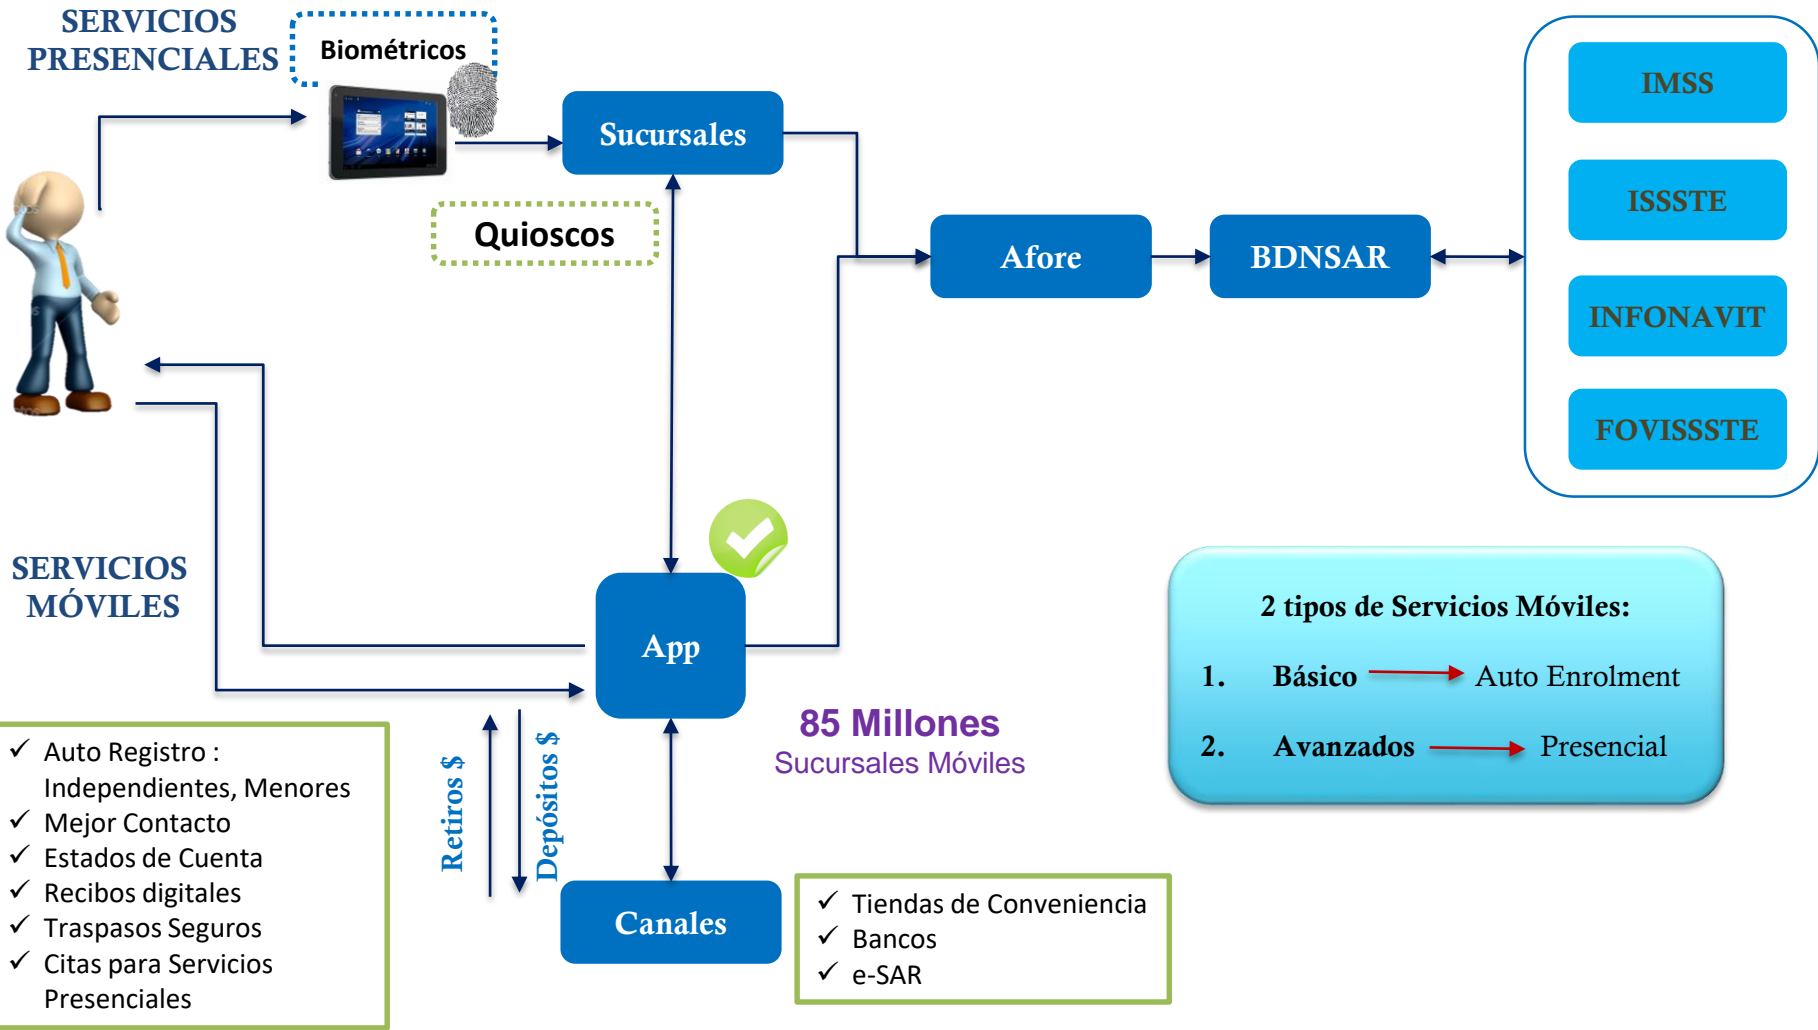 SERVICIOS
PRESENCIALES
Biométricos
Sucursales
Quioscos
Afore
BDNSAR
IMSS
ISSSTE
INFONAVIT
FOVISSSTE
SERVICIOS
MÓVILES
App
85 Millones
Sucursales Móviles
2 tipos de Servicios Móviles:
1. Básico Auto Enrolment
2. Avanzados Presencial
✓ Auto Registro :
Independientes, Menores
✓ Mejor Contacto
✓ Estados de Cuenta
✓ Recibos digitales
✓ Traspasos Seguros
✓ Citas para Servicios
Presenciales
Retiros $
Depósitos $
Canales
✓ Tiendas de Conveniencia
✓ Bancos
✓ e-SAR